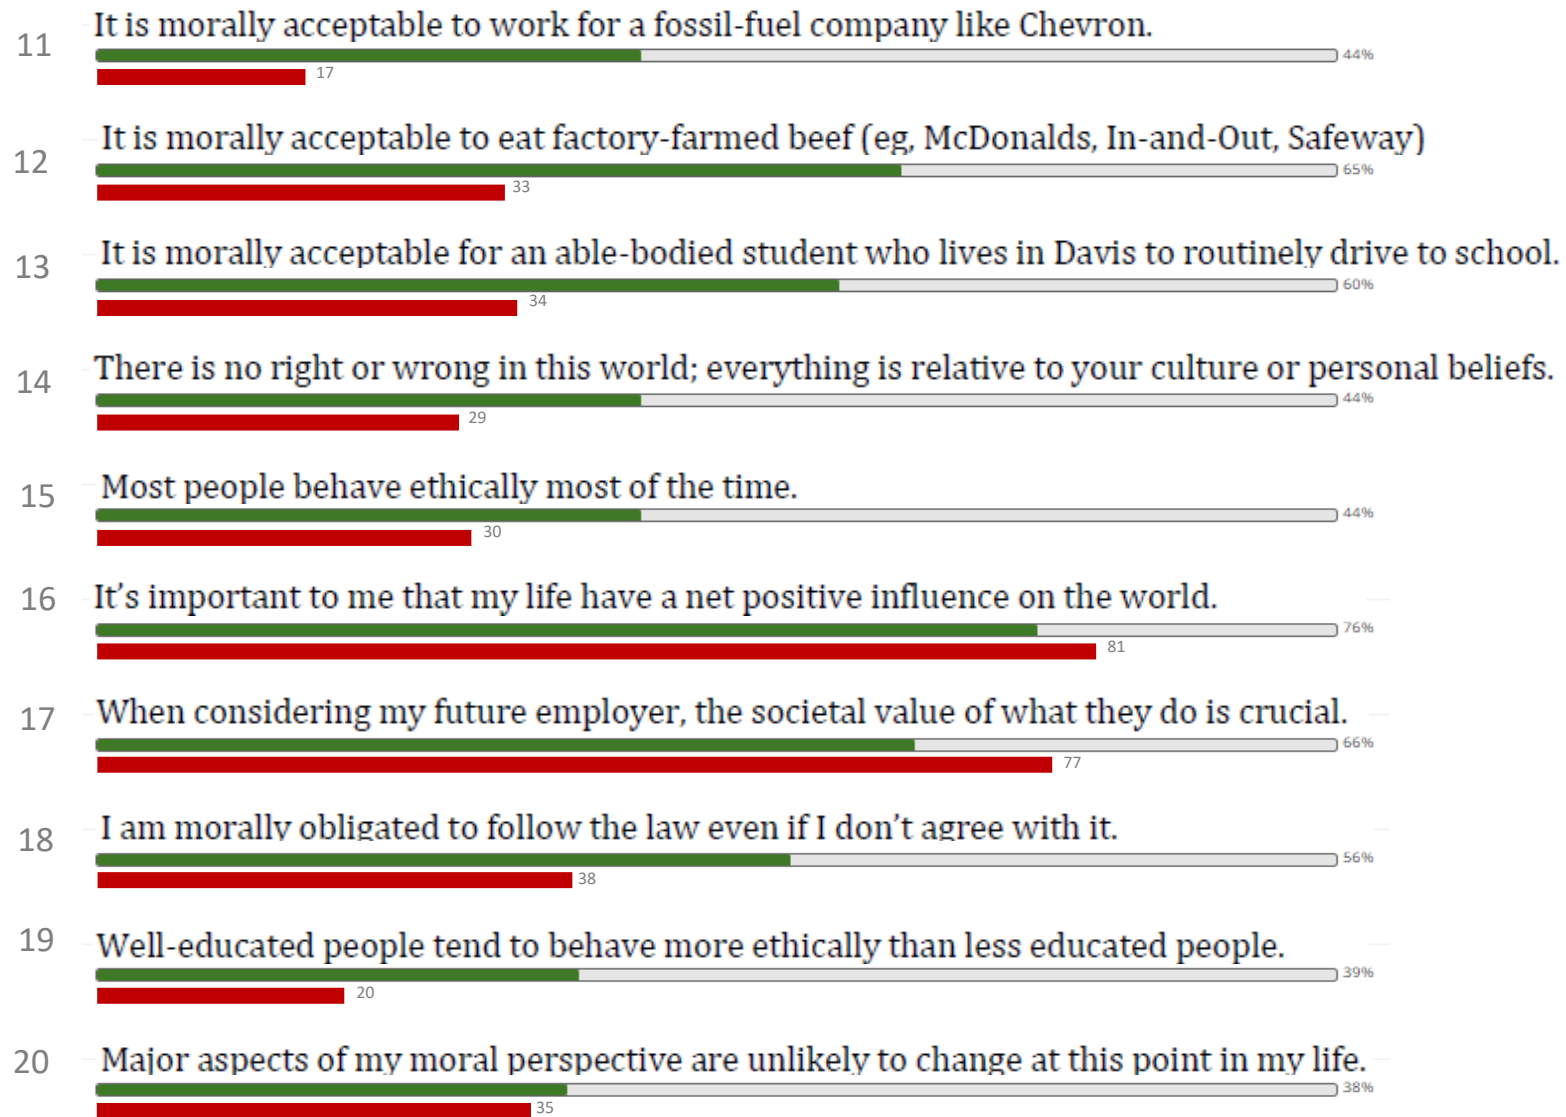 11 It is morally acceptable to work for a fossil-fuel company like Chevron.
44%
17
12 It is morally acceptable to eat factory-farmed beef (eg, McDonalds, In-and-Out, Safeway)
65%
33
13 It is morally acceptable for an able-bodied student who lives in Davis to routinely drive to school.
60%
34
14 There is no right or wrong in this world; everything is relative to your culture or personal beliefs.
44%
29
15 Most people behave ethically most of the time.
44%
30
16 It’s important to me that my life have a net positive influence on the world.
76%
81
17 When considering my future employer, the societal value of what they do is crucial.
66%
77
18 I am morally obligated to follow the law even if I don’t agree with it.
56%
38
19 Well-educated people tend to behave more ethically than less educated people.
39%
20
20 Major aspects of my moral perspective are unlikely to change at this point in my life.
38%
35